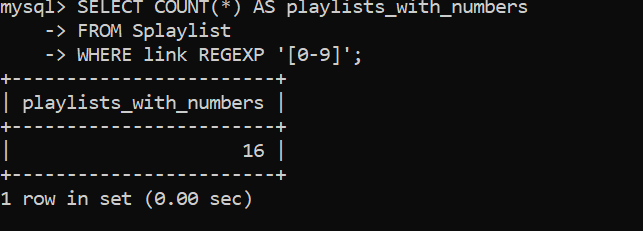 mysql> SELECT COUNT(*) AS playlists_with_numbers
    -> FROM Splaylist
    -> WHERE link REGEXP '[0-9]';
+------------------------+
| playlists_with_numbers |
+------------------------+
|                     16 |
+------------------------+
1 row in set (0.00 sec)